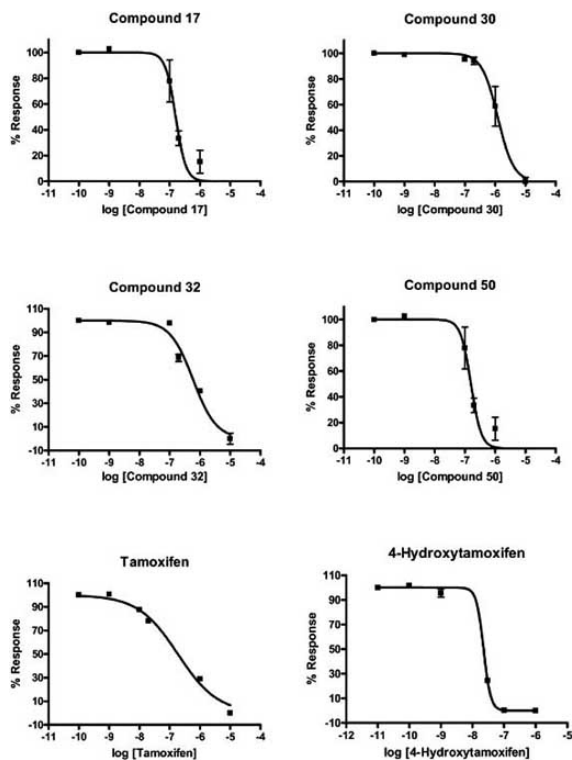 Compound 17
Compound 30
% Response
100
80
60
40
20
0
-11 -10 -9 -8 -7 -6 -5 -4
log [Compound 17]
% Response
100
80
60
40
20
0
-11 -10 -9 -8 -7 -6 -5 -4
log [Compound 30]
Compound 32
Compound 50
% Response
110
90
70
50
30
10
-10
-11 -10 -9 -8 -7 -6 -5 -4
log [Compound 32]
% Response
100
80
60
40
20
0
-11 -10 -9 -8 -7 -6 -5 -4
log [Compound 50]
Tamoxifen
4-Hydroxytamoxifen
% Response
110
90
70
50
30
10
-10
-11 -10 -9 -8 -7 -6 -5 -4
log [Tamoxifen]
% Response
110
90
70
50
30
10
-10
-12 -11 -10 -9 -8 -7 -6 -5
log [4-Hydroxytamoxifen]